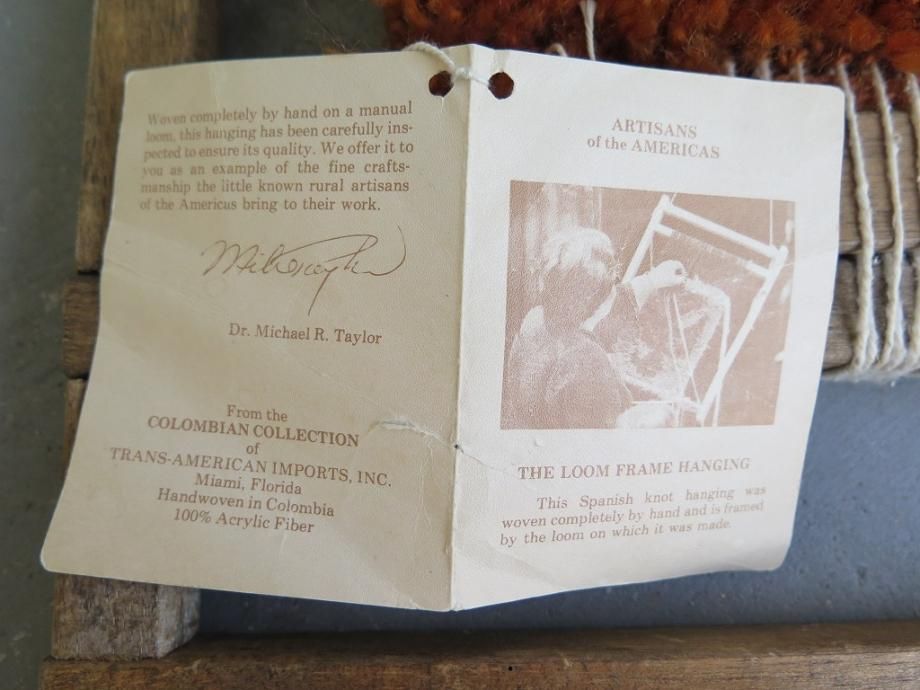 Woven completely by hand on a manual
loom, this hanging has been carefully ins-
pected to ensure its quality. We offer it to
you as an example of the fine crafts-
manship the little known rural artisans
of the Americas bring to their work.
Dr. Michael R. Taylor
From the
COLOMBIAN COLLECTION
of
TRANS-AMERICAN IMPORTS, INC.
Miami, Florida
Handwoven in Colombia
100% Acrylic Fiber
ARTISANS
of the AMERICAS
THE LOOM FRAME HANGING
This Spanish knot hanging was
woven completely by hand and is framed
by the loom on which it was made.